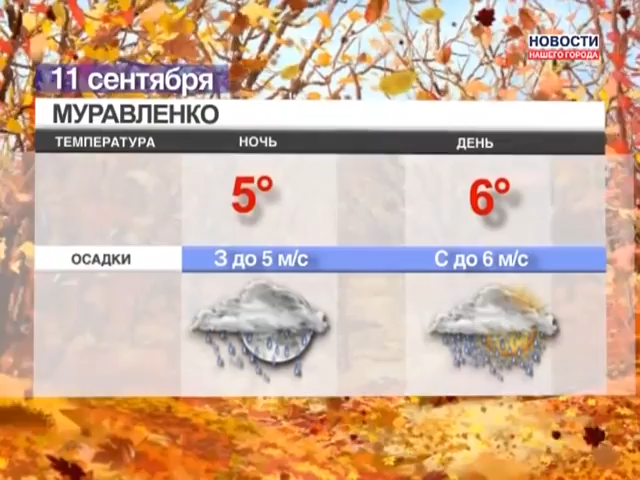 НОВОСТИ
НАШЕГО ГОРОДА
11 сентября
МУРАВЛЕНКО
ТЕМПЕРАТУРА НОЧЬ ДЕНЬ
5° 6°
ОСАДКИ З до 5 м/с С до 6 м/с